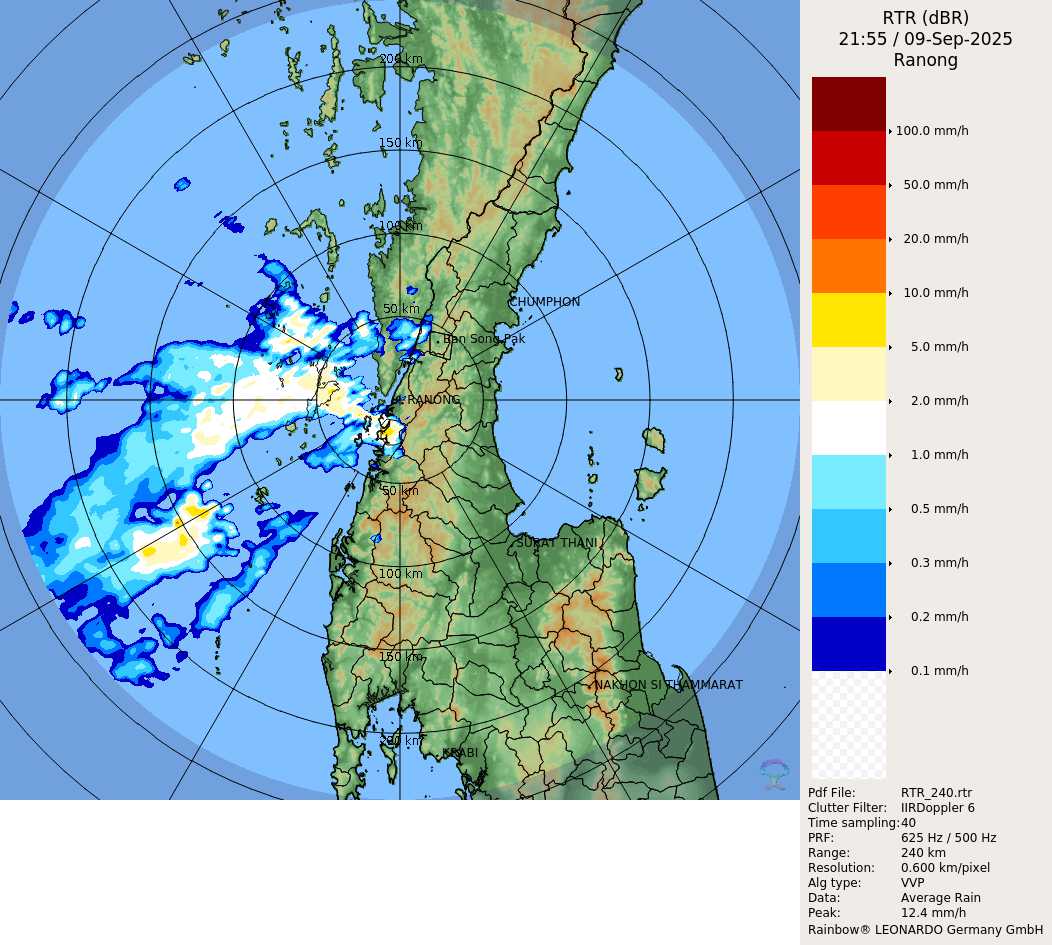 RTR (dBR)
21:55 / 09-Sep-2025
Ranong
100.0 mm/h
50.0 mm/h
20.0 mm/h
10.0 mm/h
5.0 mm/h
2.0 mm/h
1.0 mm/h
0.5 mm/h
0.3 mm/h
0.2 mm/h
0.1 mm/h
Pdf File: RTR_240.rtr
Clutter Filter: IIRDoppler 6
Time sampling: 40
PRF: 625 Hz / 500 Hz
Range: 240 km
Resolution: 0.600 km/pixel
Alg type: VVP
Data: Average Rain
Peak: 12.4 mm/h
Rainbow® LEONARDO Germany GmbH
200 km
150 km
100 km
CHUMPHON
50 km
Ban Song Pak
RANONG
50 km
SURAT THANI
100 km
150 km
NAKHON SI THAMMARAT
200 km
KRABI